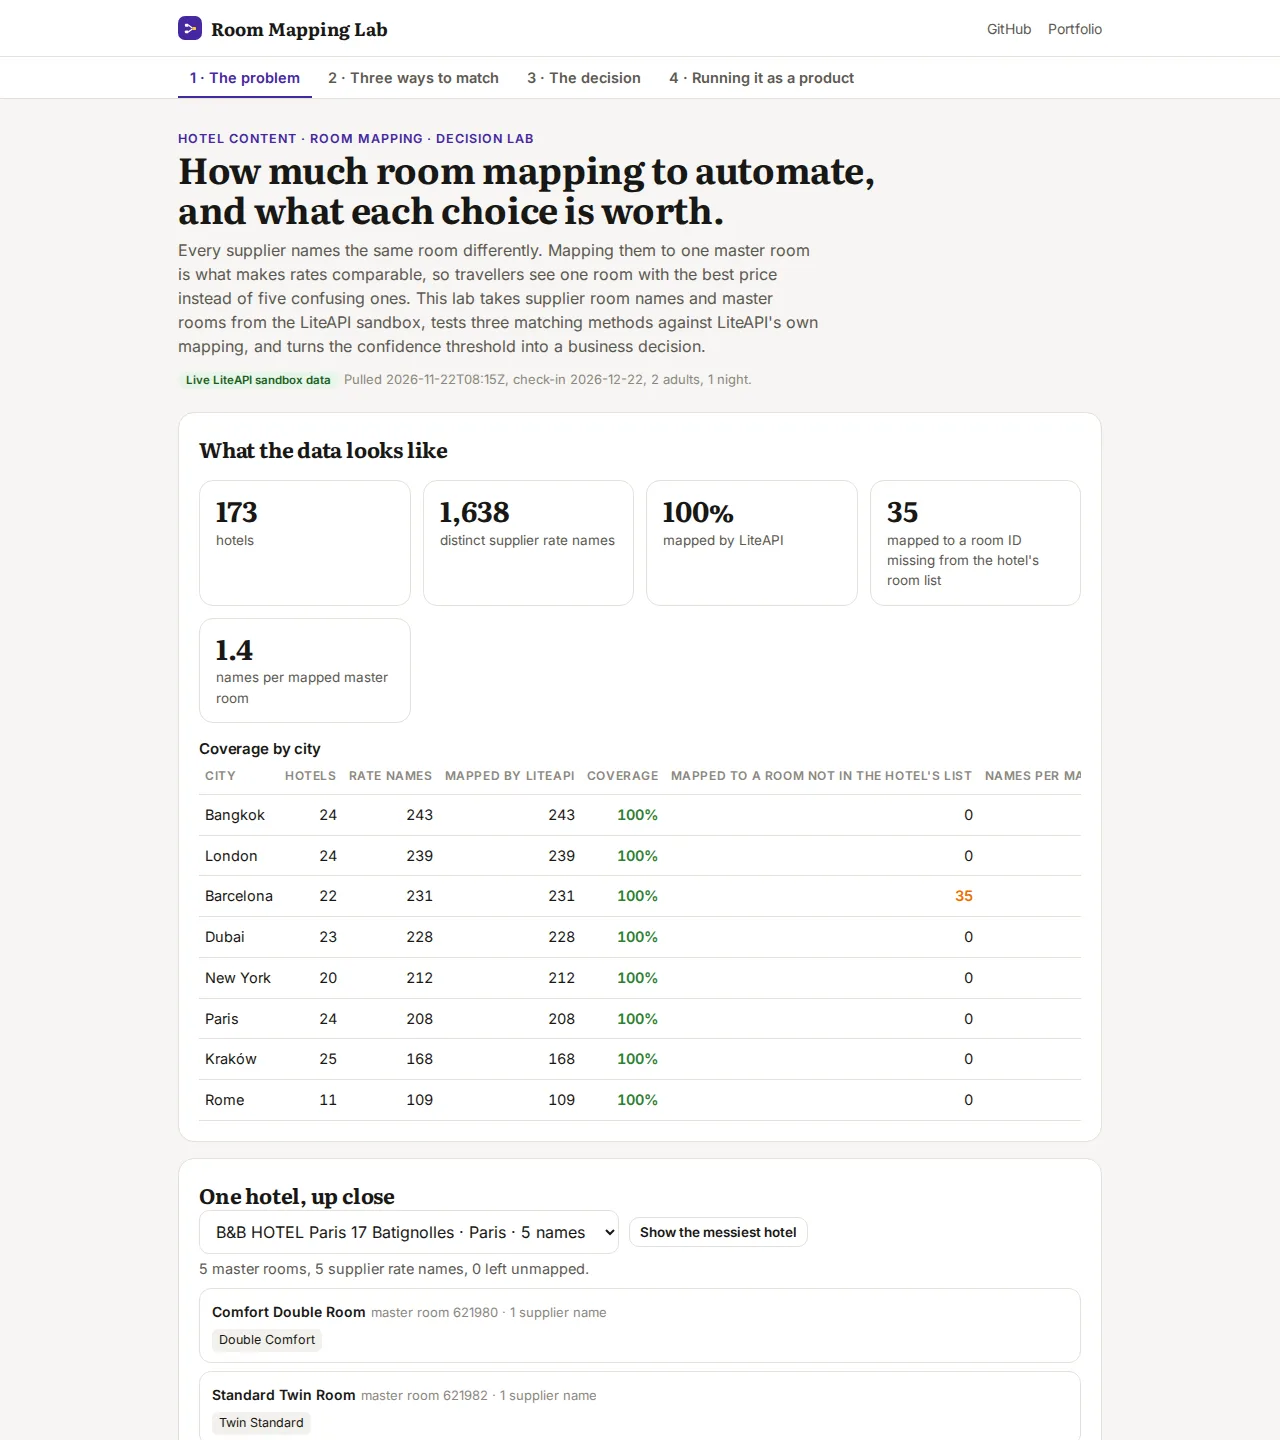 Room Mapping Lab
GitHub Portfolio
1 · The problem 2 · Three ways to match 3 · The decision 4 · Running it as a product
HOTEL CONTENT · ROOM MAPPING · DECISION LAB
How much room mapping to automate,
and what each choice is worth.
Every supplier names the same room differently. Mapping them to one master room
is what makes rates comparable, so travellers see one room with the best price
instead of five confusing ones. This lab takes supplier room names and master
rooms from the LiteAPI sandbox, tests three matching methods against LiteAPI's own
mapping, and turns the confidence threshold into a business decision.
Live LiteAPI sandbox data Pulled 2026-11-22T08:15Z, check-in 2026-12-22, 2 adults, 1 night.
What the data looks like
173
hotels
1,638
distinct supplier rate names
100%
mapped by LiteAPI
35
mapped to a room ID
missing from the hotel's
room list
1.4
names per mapped master
room
Coverage by city
CITY HOTELS RATE NAMES MAPPED BY LITEAPI COVERAGE MAPPED TO A ROOM NOT IN THE HOTEL'S LIST NAMES PER MA
Bangkok 24 243 243 100% 0
London 24 239 239 100% 0
Barcelona 22 231 231 100% 35
Dubai 23 228 228 100% 0
New York 20 212 212 100% 0
Paris 24 208 208 100% 0
Kraków 25 168 168 100% 0
Rome 11 109 109 100% 0
One hotel, up close
B&B HOTEL Paris 17 Batignolles · Paris · 5 names Show the messiest hotel
5 master rooms, 5 supplier rate names, 0 left unmapped.
Comfort Double Room master room 621980 · 1 supplier name
Double Comfort
Standard Twin Room master room 621982 · 1 supplier name
Twin Standard